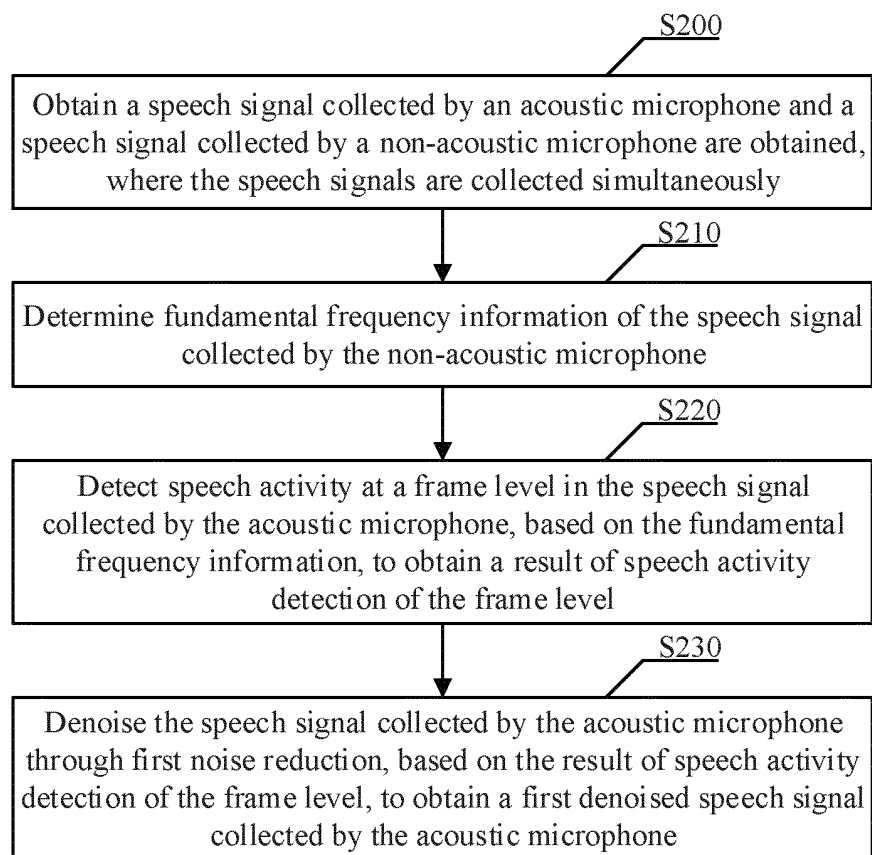 S200
Obtain a speech signal collected by an acoustic microphone and a
speech signal collected by a non-acoustic microphone are obtained,
where the speech signals are collected simultaneously
S210
Determine fundamental frequency information of the speech signal
collected by the non-acoustic microphone
S220
Detect speech activity at a frame level in the speech signal
collected by the acoustic microphone, based on the fundamental
frequency information, to obtain a result of speech activity
detection of the frame level
S230
Denoise the speech signal collected by the acoustic microphone
through first noise reduction, based on the result of speech activity
detection of the frame level, to obtain a first denoised speech signal
collected by the acoustic microphone